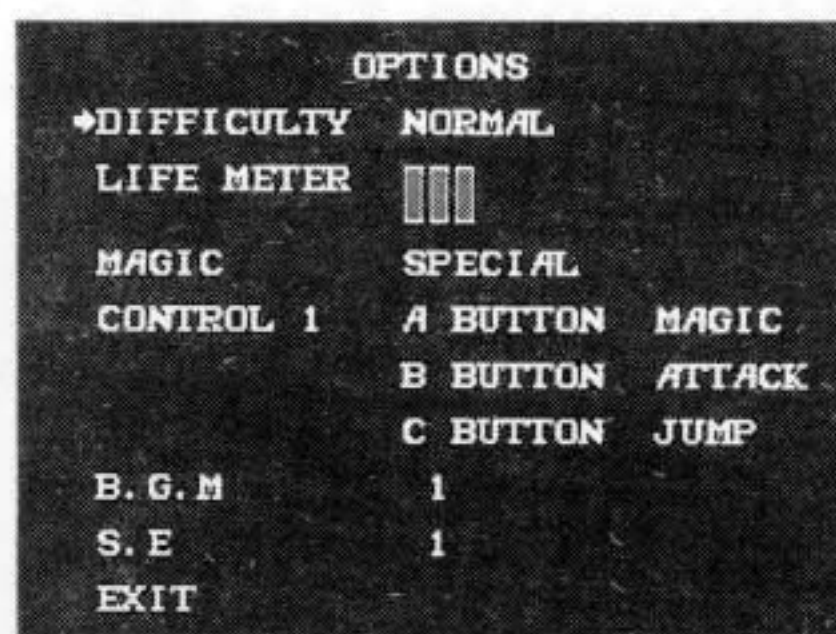 OPTIONS
DIFFICULTY NORMAL
LIFE METER
MAGIC SPECIAL
CONTROL 1 A BUTTON MAGIC
B BUTTON ATTACK
C BUTTON JUMP
B.G.M 1
S.E 1
EXIT